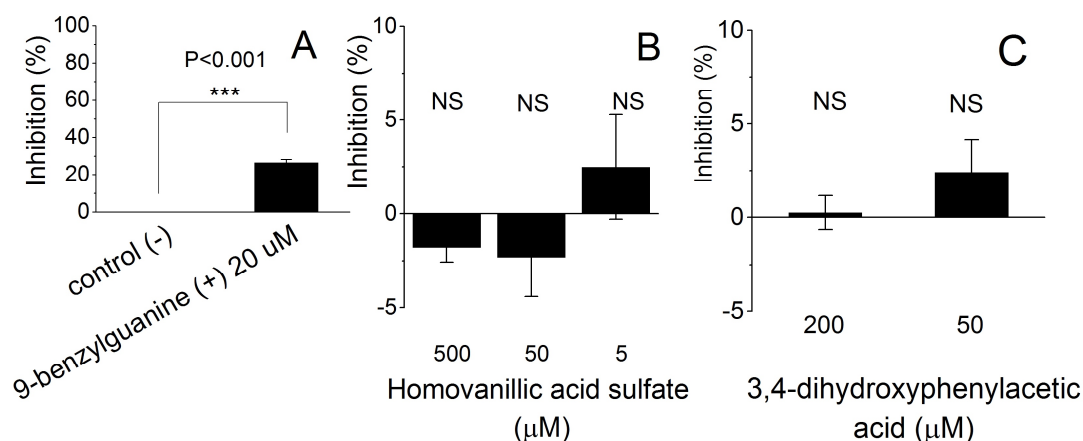 A
Inhibition (%)
100
80
60
40
20
0
P<0.001
***
control (-)
9-benzylguanine (+) 20 uM
B
Inhibition (%)
10
5
0
-5
NS
NS
NS
500
50
5
Homovanillic acid sulfate
(μM)
C
Inhibition (%)
10
5
0
-5
NS
NS
200
50
3,4-dihydroxyphenylacetic
acid (μM)